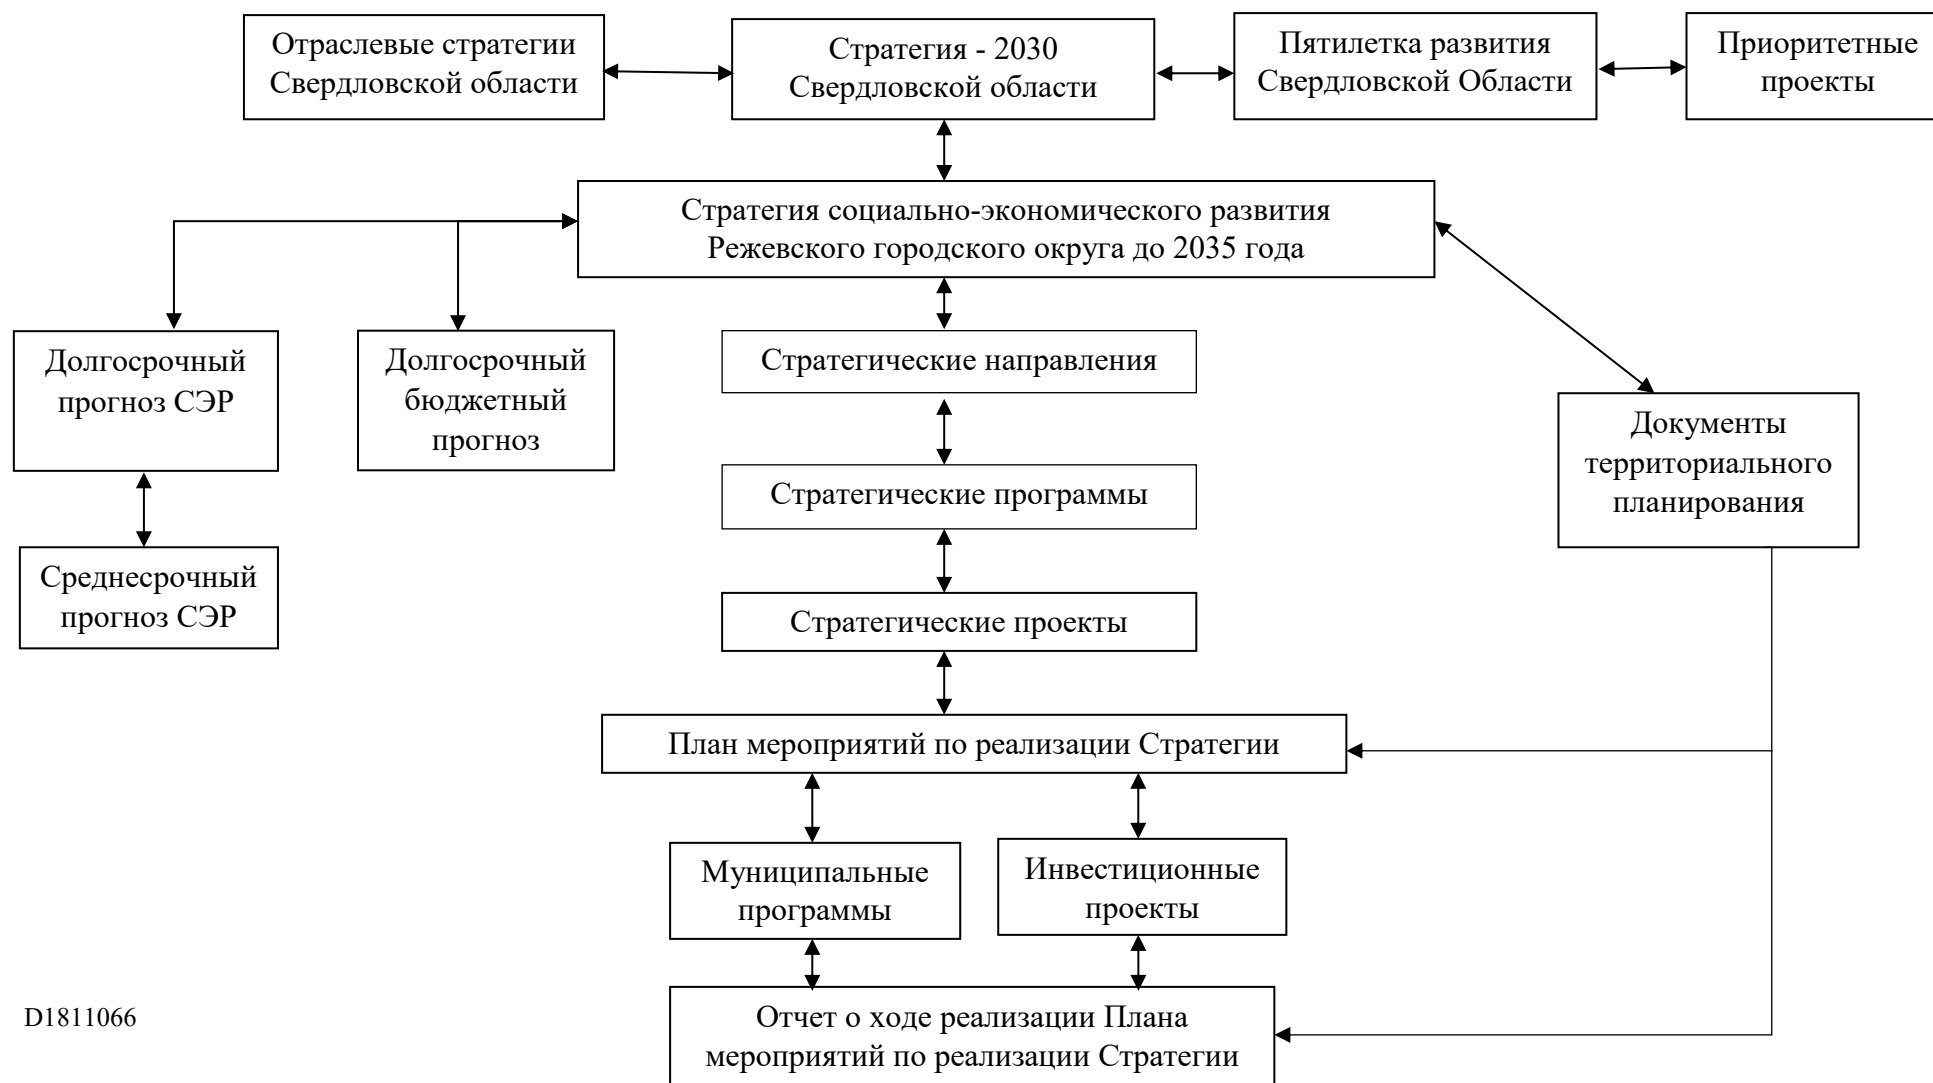 Отраслевые стратегии
Свердловской области
Стратегия - 2030
Свердловской области
Пятилетка развития
Свердловской Области
Приоритетные
проекты
Стратегия социально-экономического развития
Режевского городского округа до 2035 года
Долгосрочный
прогноз СЭР
Долгосрочный
бюджетный
прогноз
Стратегические направления
Документы
территориального
планирования
Стратегические программы
Среднесрочный
прогноз СЭР
Стратегические проекты
План мероприятий по реализации Стратегии
Муниципальные
программы
Инвестиционные
проекты
Отчет о ходе реализации Плана
мероприятий по реализации Стратегии
D1811066